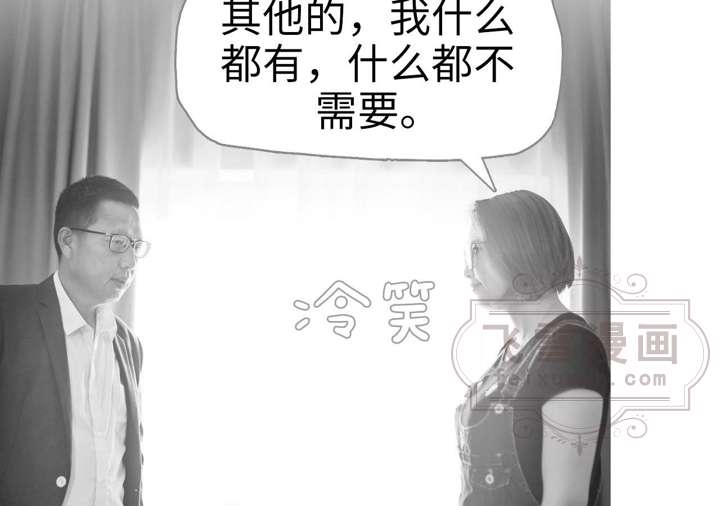 其他的，我什么
都有，什么都不
需要。
冷笑
飞雪漫画